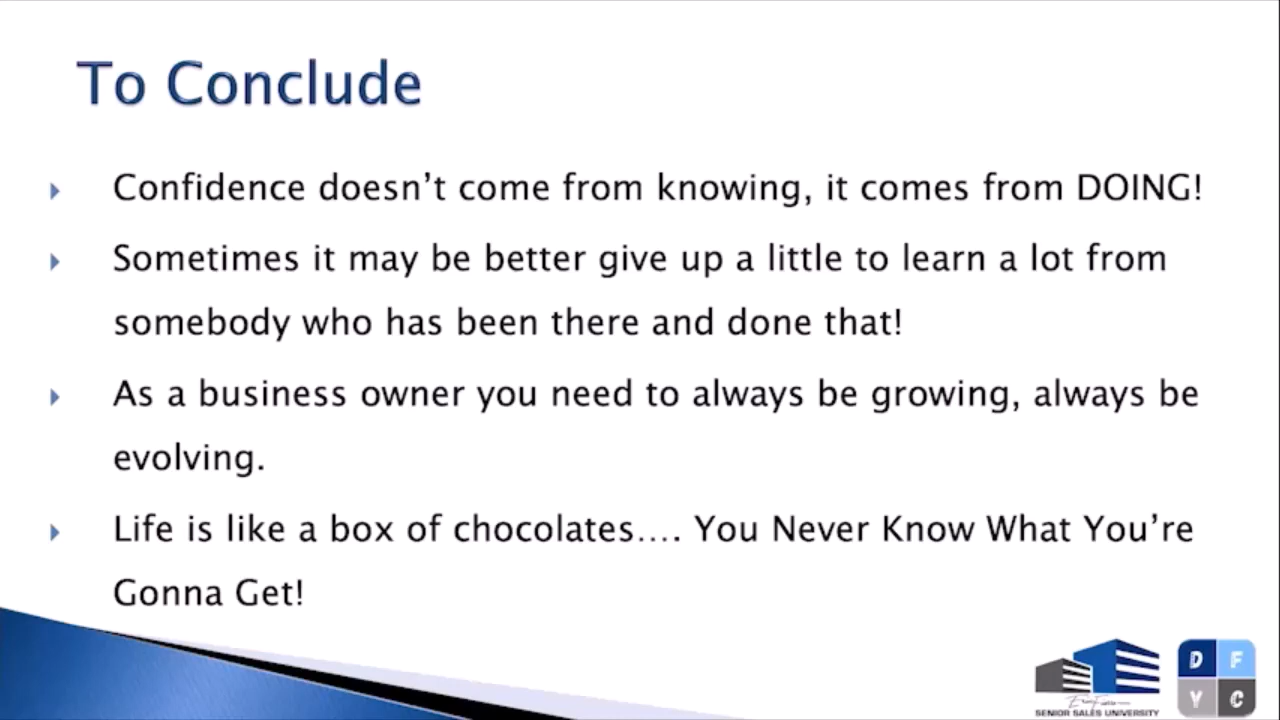 To Conclude
Confidence doesn’t come from knowing, it comes from DOING!
Sometimes it may be better give up a little to learn a lot from
somebody who has been there and done that!
As a business owner you need to always be growing, always be
evolving.
Life is like a box of chocolates…. You Never Know What You’re
Gonna Get!
SENIOR SALES UNIVERSITY
D F
Y C